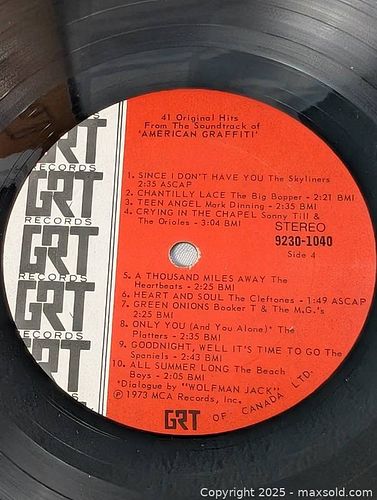 41 Original Hits
From The Soundtrack of
'AMERICAN GRAFFITI'
1. SINCE I DON'T HAVE YOU The Skyliners
2:35 ASCAP
2. CHANTILLY LACE The Big Bopper - 2:21 BMI
3. TEEN ANGEL Mark Dinning - 2:35 BMI
4. CRYING IN THE CHAPEL Sonny Till &
The Orioles - 3:04 BMI
STEREO
9230-1040
Side 4
5. A THOUSAND MILES AWAY The
Heartbeats - 2:25 BMI
6. HEART AND SOUL The Cleftones - 1:49 ASCAP
7. GREEN ONIONS Booker T & The M.G.'s
2:25 BMI
8. ONLY YOU (And You Alone)* The
Platters - 2:35 BMI
9. GOODNIGHT, WELL IT'S TIME TO GO The
Spaniels - 2:43 BMI
10. ALL SUMMER LONG The Beach
Boys - 2:05 BMI
*Dialogue by "WOLFMAN JACK"
Ⓟ 1973 MCA Records, Inc.
GRT OF CANADA LTD.
GRT
RECORDS
GRT
RECORDS
GRT
RECORDS
GRT
RECORDS
GRT
Copyright 2025 - maxsold.com